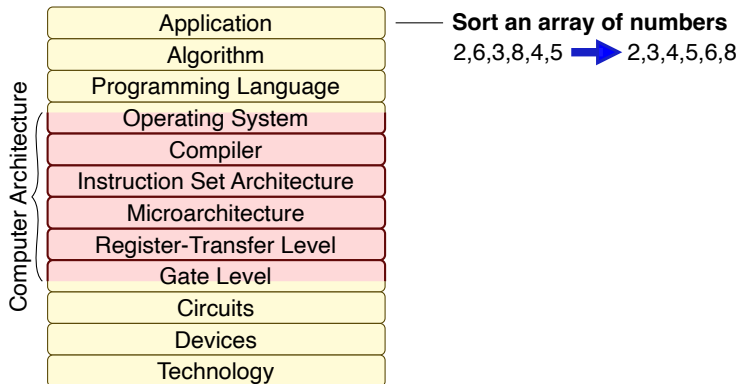 Application
Sort an array of numbers
Algorithm
2,6,3,8,4,5 2,3,4,5,6,8
Programming Language
Computer Architecture
Operating System
Compiler
Instruction Set Architecture
Microarchitecture
Register-Transfer Level
Gate Level
Circuits
Devices
Technology